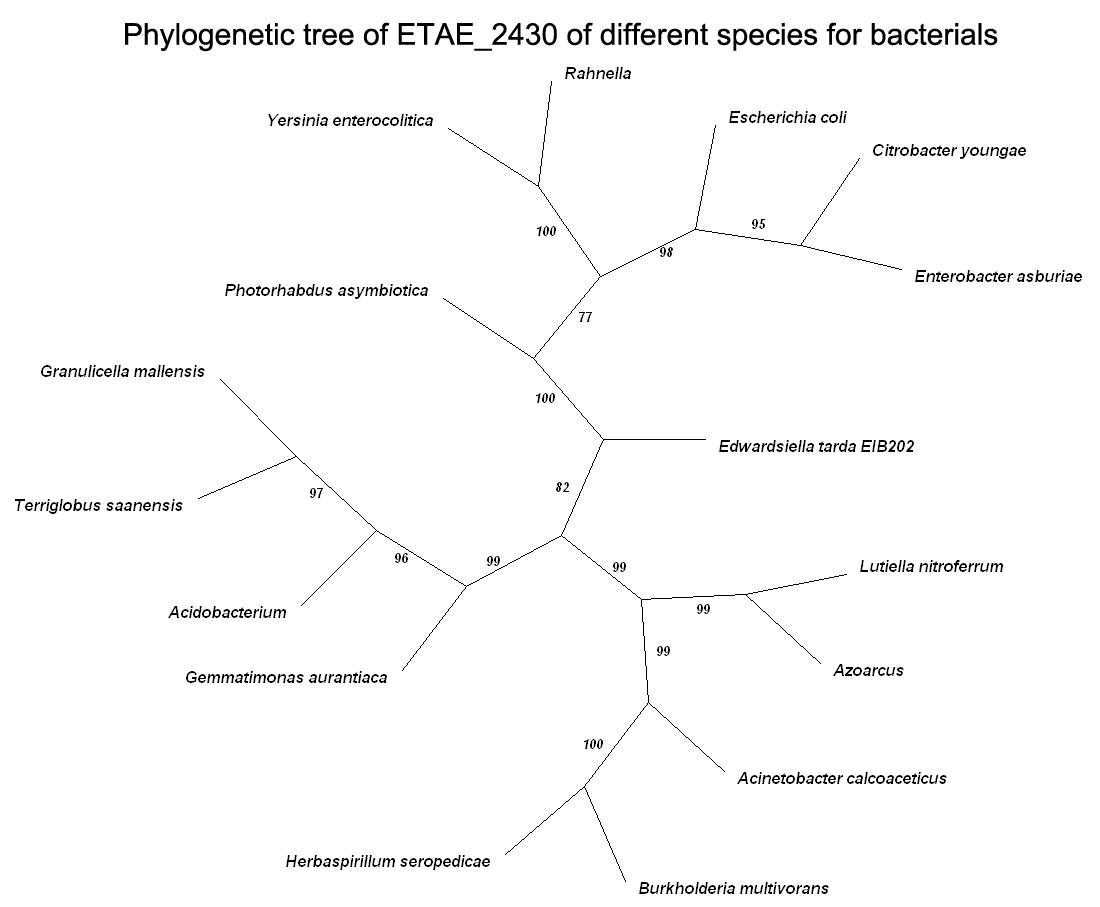 Phylogenetic tree of ETAE_2430 of different species for bacterials
Rahnella
Yersinia enterocolitica
Escherichia coli
Citrobacter youngae
95
100
98
Enterobacter asburiae
Photorhabdus asymbiotica
77
Granulicella mallensis
100
Edwardsiella tarda EIB202
82
97
Terriglobus saanensis
96
99
99
Lutiella nitroferrum
99
Acidobacterium
99
Azoarcus
Gemmatimonas aurantiaca
100
Acinetobacter calcoaceticus
Herbaspirillum seropedicae
Burkholderia multivorans